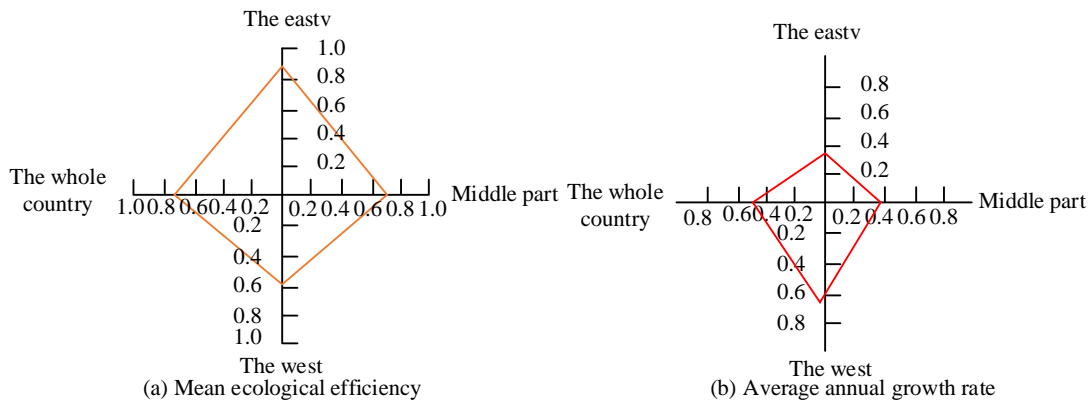 The eastv
1.0
0.8
0.6
0.4
0.2
The whole
country
1.0 0.8 0.6 0.4 0.2
0.2 0.4 0.6 0.8 1.0
Middle part
0.2
0.4
0.6
0.8
1.0
The west
(a) Mean ecological efficiency
The eastv
0.8
0.6
0.4
0.2
The whole
country
0.8 0.6 0.4 0.2
0.2 0.4 0.6 0.8
Middle part
0.2
0.4
0.6
0.8
The west
(b) Average annual growth rate